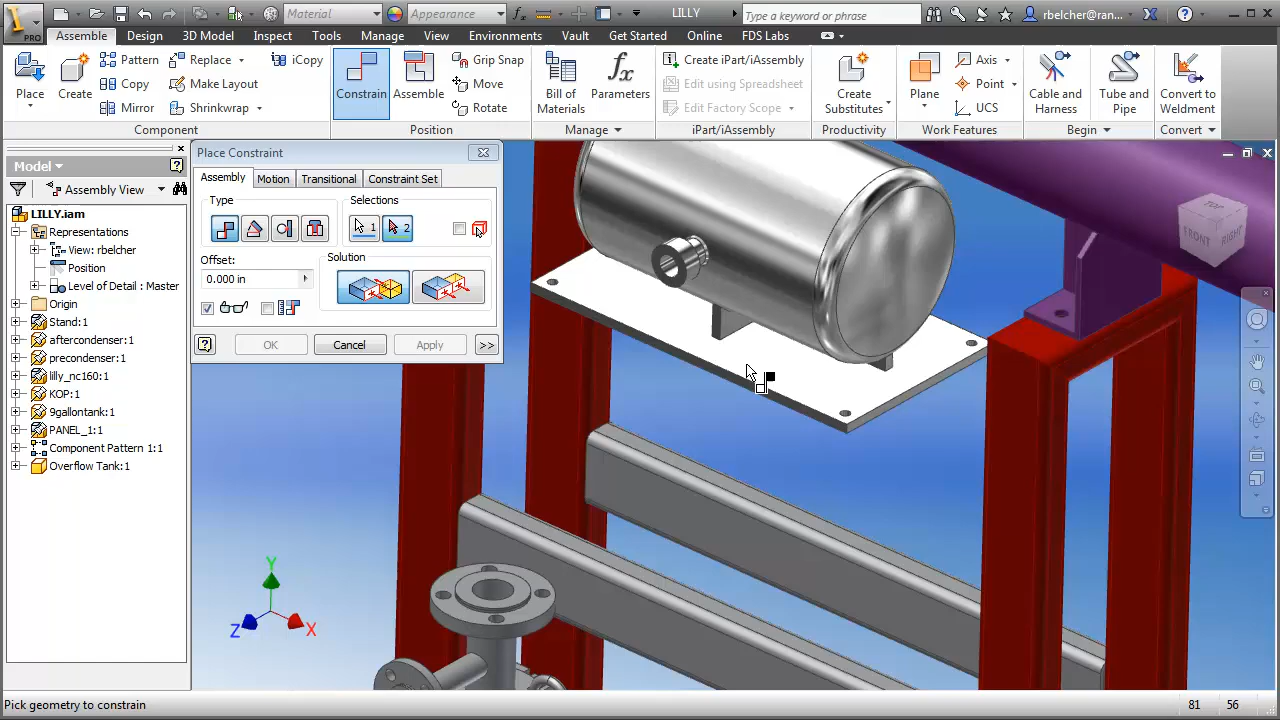 Material
Appearance
LILLY
Type a keyword or phrase
rbelcher@ran...
PRO
Assemble
Design
3D Model
Inspect
Tools
Manage
View
Environments
Vault
Get Started
Online
FDS Labs
Place
Create
Pattern
Copy
Mirror
Replace
Make Layout
Shrinkwrap
iCopy
Component
Constrain
Assemble
Grip Snap
Move
Rotate
Position
Bill of
Materials
Parameters
Manage
Create iPart/iAssembly
Edit using Spreadsheet
Edit Factory Scope
iPart/iAssembly
Create
Substitutes
Productivity
Plane
Axis
Point
UCS
Work Features
Cable and
Harness
Tube and
Pipe
Begin
Convert to
Weldment
Convert
Model
Assembly View
LILLY.iam
Representations
View: rbelcher
Position
Level of Detail : Master
Origin
Stand:1
aftercondenser:1
precondenser:1
lilly_nc160:1
KOP:1
9gallontank:1
PANEL_1:1
Component Pattern 1:1
Overflow Tank:1
Place Constraint
Assembly
Motion
Transitional
Constraint Set
Type
Selections
1
2
Offset:
0.000 in
Solution
OK
Cancel
Apply
>>
TOP
FRONT
RIGHT
Y
Z
X
Pick geometry to constrain
81
56